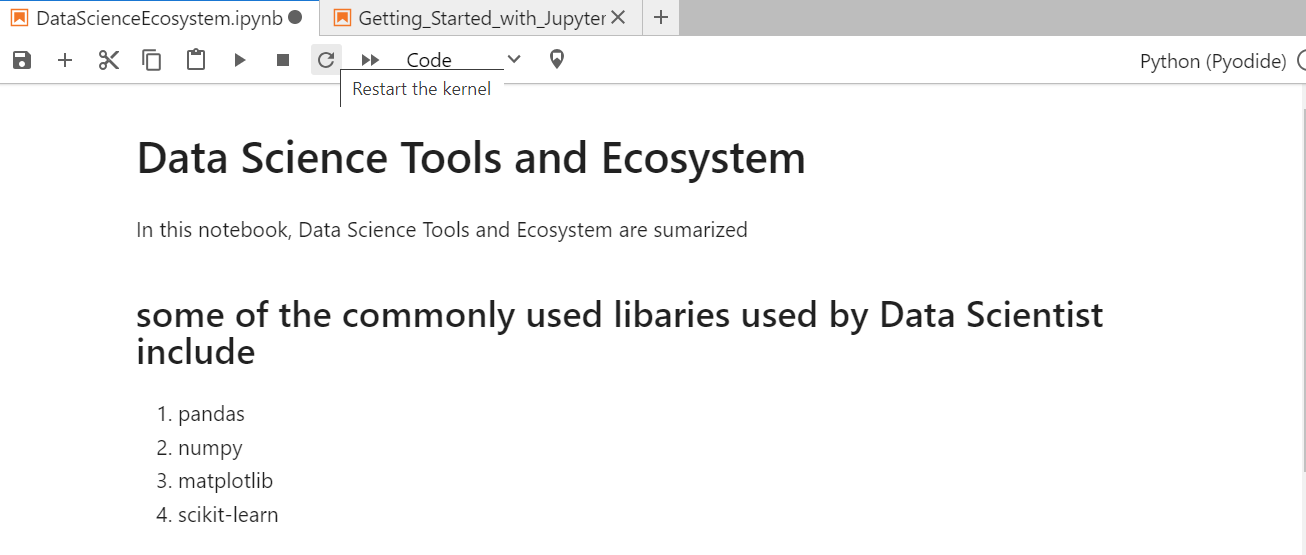 DataScienceEcosystem.ipynb
Getting_Started_with_Jupyter
Code
Python (Pyodide)
Restart the kernel
Data Science Tools and Ecosystem
In this notebook, Data Science Tools and Ecosystem are sumarized
some of the commonly used libaries used by Data Scientist
include
1. pandas
2. numpy
3. matplotlib
4. scikit-learn